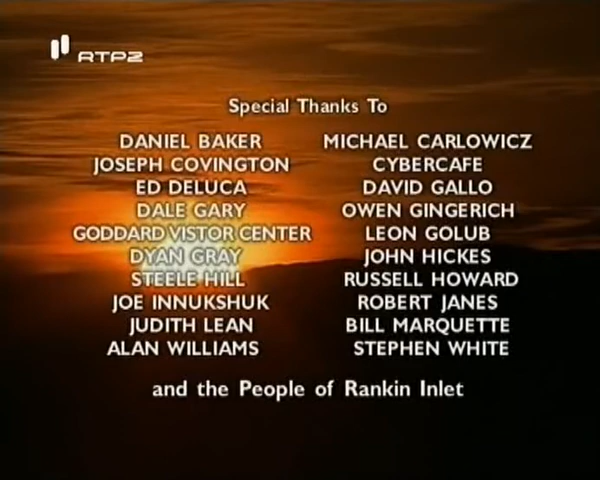 RTP2
Special Thanks To
DANIEL BAKER
JOSEPH COVINGTON
ED DELUCA
DALE GARY
GODDARD VISTOR CENTER
DYAN GRAY
STEELE HILL
JOE INNUKSHUK
JUDITH LEAN
ALAN WILLIAMS
MICHAEL CARLOWICZ
CYBERCAFE
DAVID GALLO
OWEN GINGERICH
LEON GOLUB
JOHN HICKES
RUSSELL HOWARD
ROBERT JANES
BILL MARQUETTE
STEPHEN WHITE
and the People of Rankin Inlet